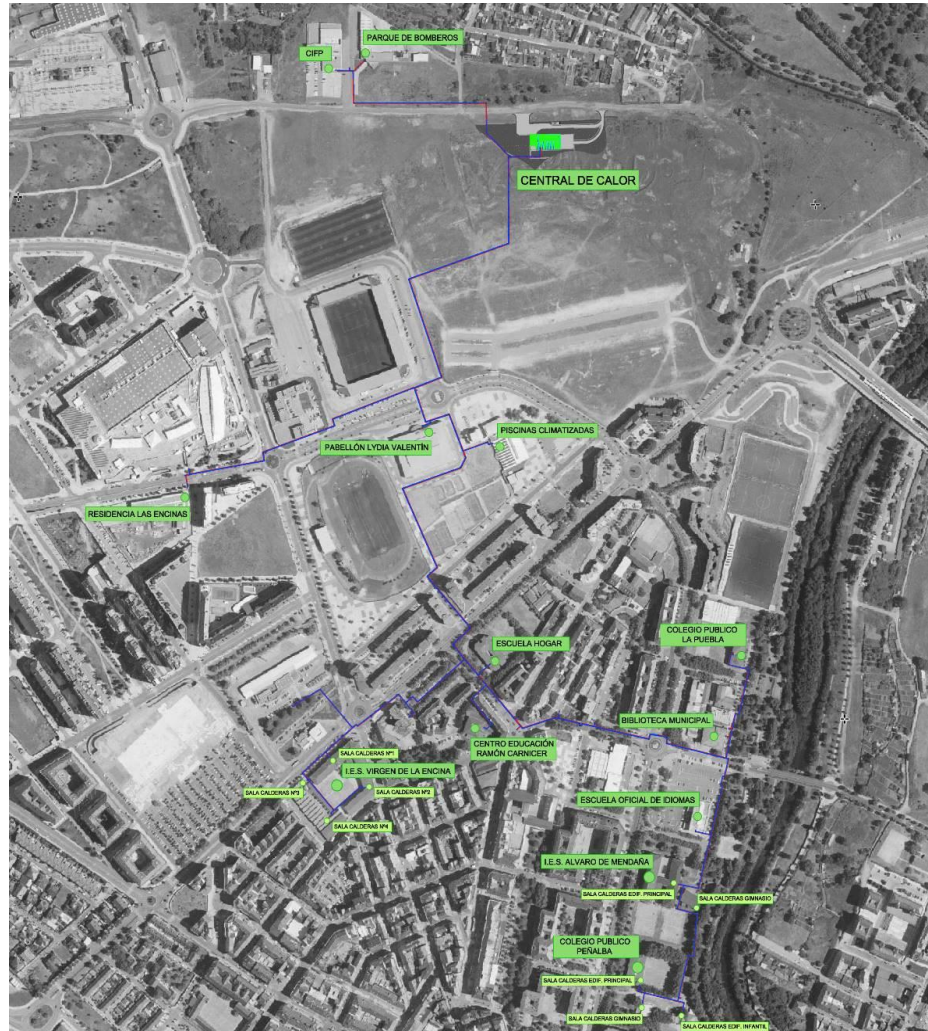 PARQUE DE BOMBEROS
CIFP
CENTRAL DE CALOR
PISCINAS CLIMATIZADAS
PABELLÓN LYDIA VALENTÍN
RESIDENCIA LAS ENCINAS
COLEGIO PUBLICO
LA PUEBLA
ESCUELA HOGAR
BIBLIOTECA MUNICIPAL
CENTRO EDUCACIÓN
RAMÓN CARNICER
SALA CALDERAS Nº1
I.E.S. VIRGEN DE LA ENCINA
SALA CALDERAS Nº3
SALA CALDERAS Nº2
SALA CALDERAS Nº4
ESCUELA OFICIAL DE IDIOMAS
I.E.S. ALVARO DE MENDAÑA
SALA CALDERAS EDIF. PRINCIPAL
SALA CALDERAS GIMNASIO
COLEGIO PUBLICO
PEÑALBA
SALA CALDERAS EDIF. PRINCIPAL
SALA CALDERAS GIMNASIO
SALA CALDERAS EDIF. INFANTIL